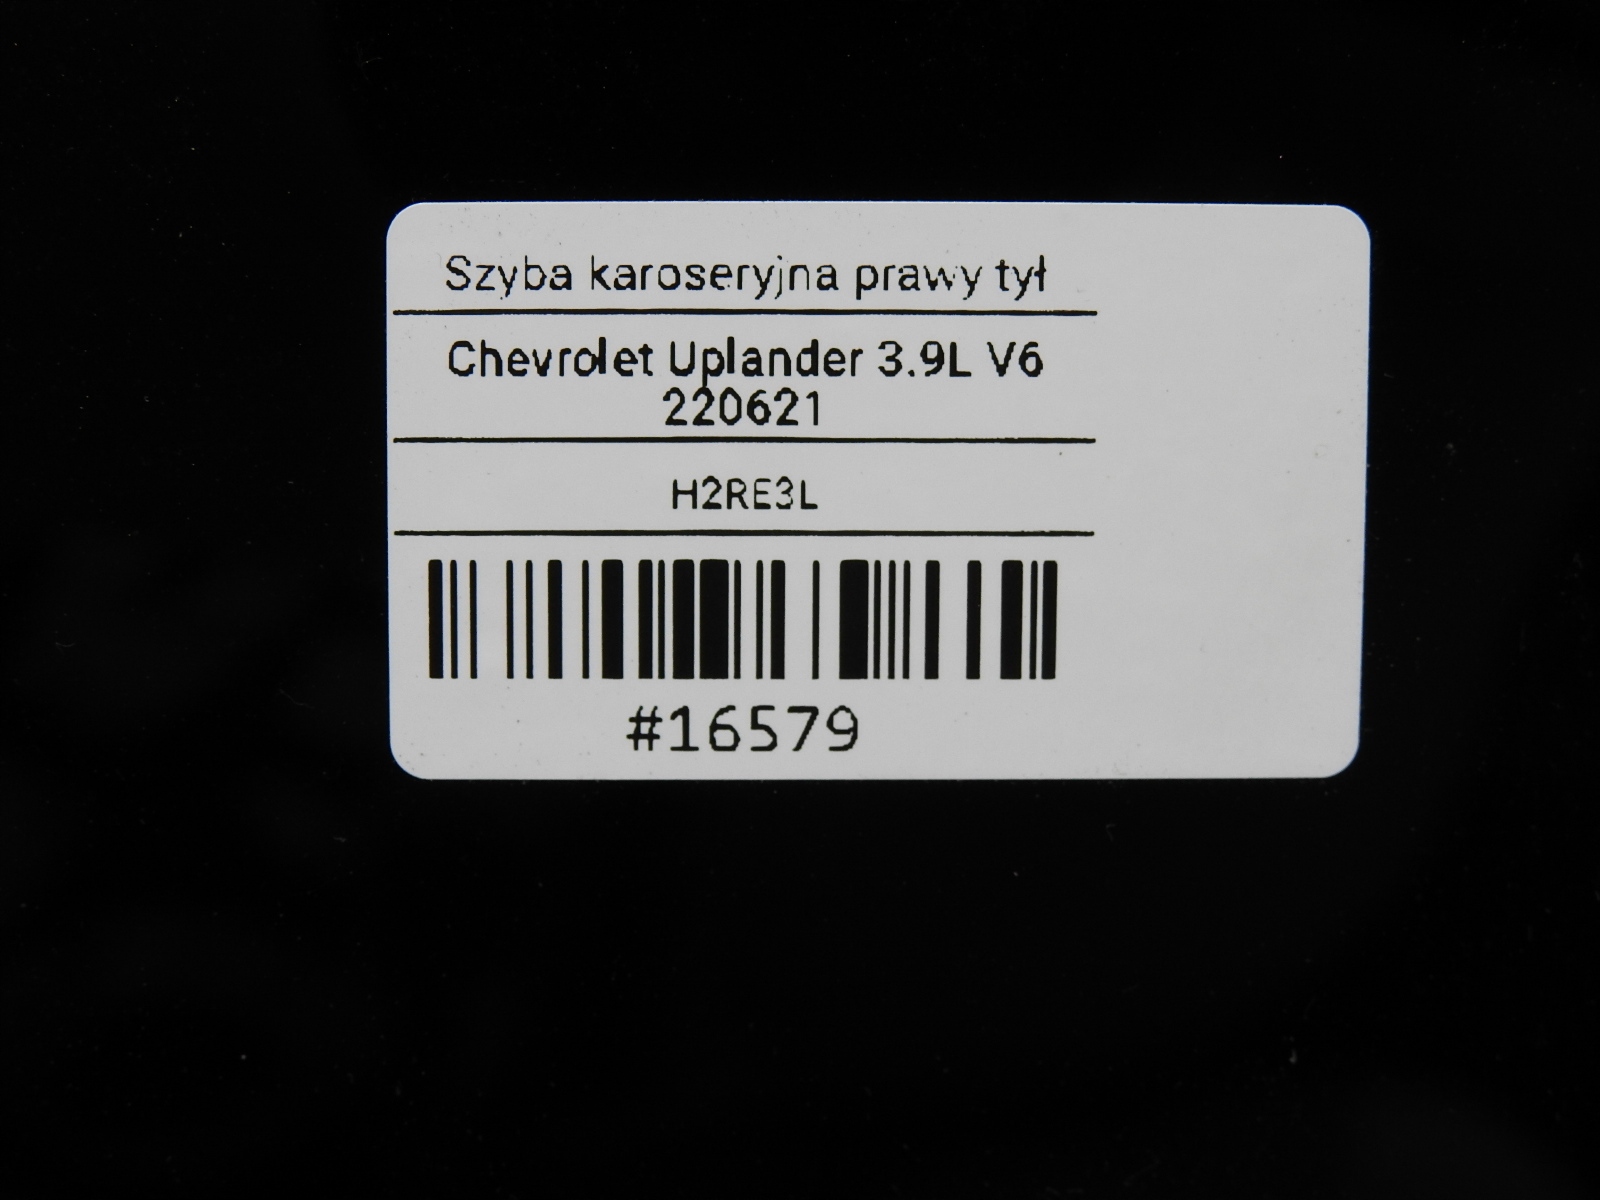 Szyba karoseryjna prawy tył
Chevrolet Uplander 3.9L V6
220621
H2RE3L
#16579